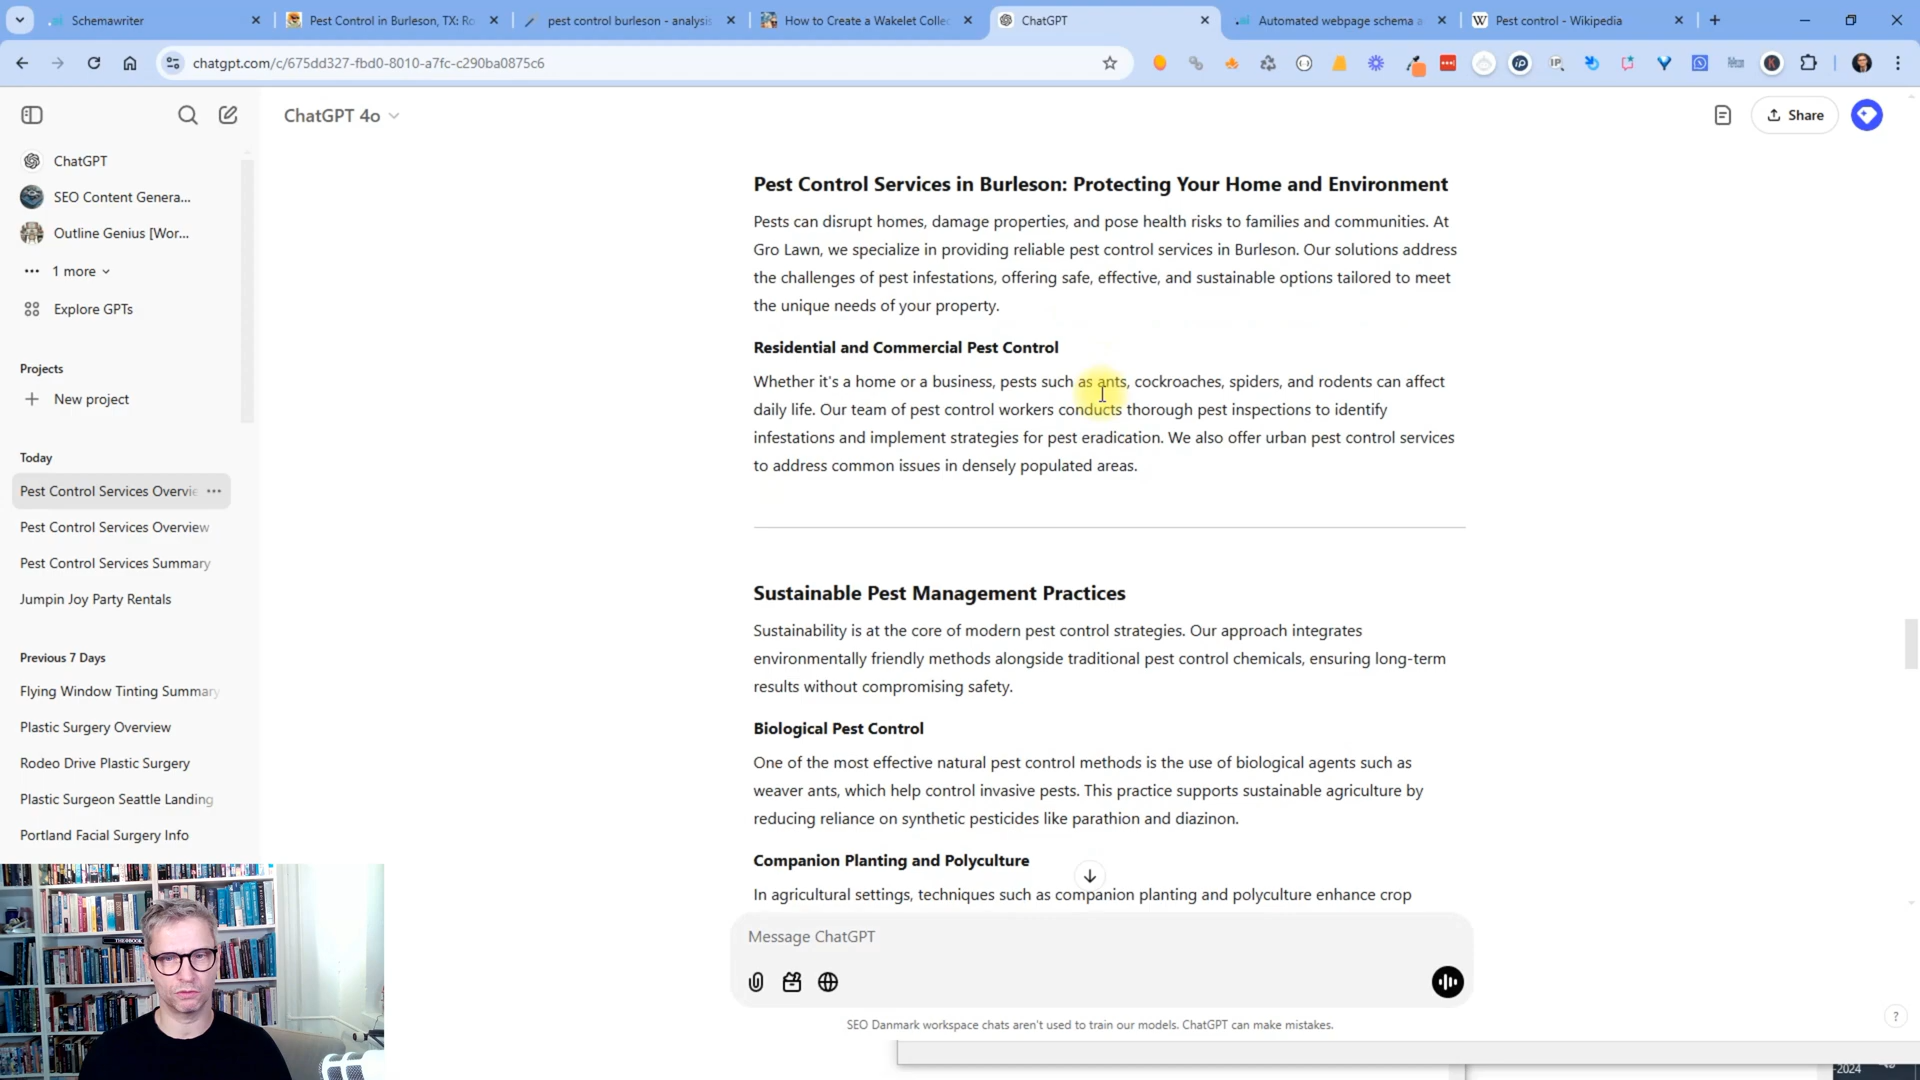 Schemawriter
Pest Control in Burleson, TX: Ro
pest control burleson - analysis
How to Create a Wakelet Colle
ChatGPT
Automated webpage schema a
Pest control - Wikipedia
chatgpt.com/c/675dd327-fbd0-8010-a7fc-c290ba0875c6
ChatGPT 4o
Share
ChatGPT
SEO Content Genera...
Outline Genius [Wor...
1 more
Explore GPTs
Projects
New project
Today
Pest Control Services Overvie
Pest Control Services Overview
Pest Control Services Summary
Jumpin Joy Party Rentals
Previous 7 Days
Flying Window Tinting Summary
Plastic Surgery Overview
Rodeo Drive Plastic Surgery
Plastic Surgeon Seattle Landing
Portland Facial Surgery Info
Pest Control Services in Burleson: Protecting Your Home and Environment
Pests can disrupt homes, damage properties, and pose health risks to families and communities. At
Gro Lawn, we specialize in providing reliable pest control services in Burleson. Our solutions address
the challenges of pest infestations, offering safe, effective, and sustainable options tailored to meet
the unique needs of your property.
Residential and Commercial Pest Control
Whether it's a home or a business, pests such as ants, cockroaches, spiders, and rodents can affect
daily life. Our team of pest control workers conducts thorough pest inspections to identify
infestations and implement strategies for pest eradication. We also offer urban pest control services
to address common issues in densely populated areas.
Sustainable Pest Management Practices
Sustainability is at the core of modern pest control strategies. Our approach integrates
environmentally friendly methods alongside traditional pest control chemicals, ensuring long-term
results without compromising safety.
Biological Pest Control
One of the most effective natural pest control methods is the use of biological agents such as
weaver ants, which help control invasive pests. This practice supports sustainable agriculture by
reducing reliance on synthetic pesticides like parathion and diazinon.
Companion Planting and Polyculture
In agricultural settings, techniques such as companion planting and polyculture enhance crop
Message ChatGPT
SEO Danmark workspace chats aren't used to train our models. ChatGPT can make mistakes.
?
-2024